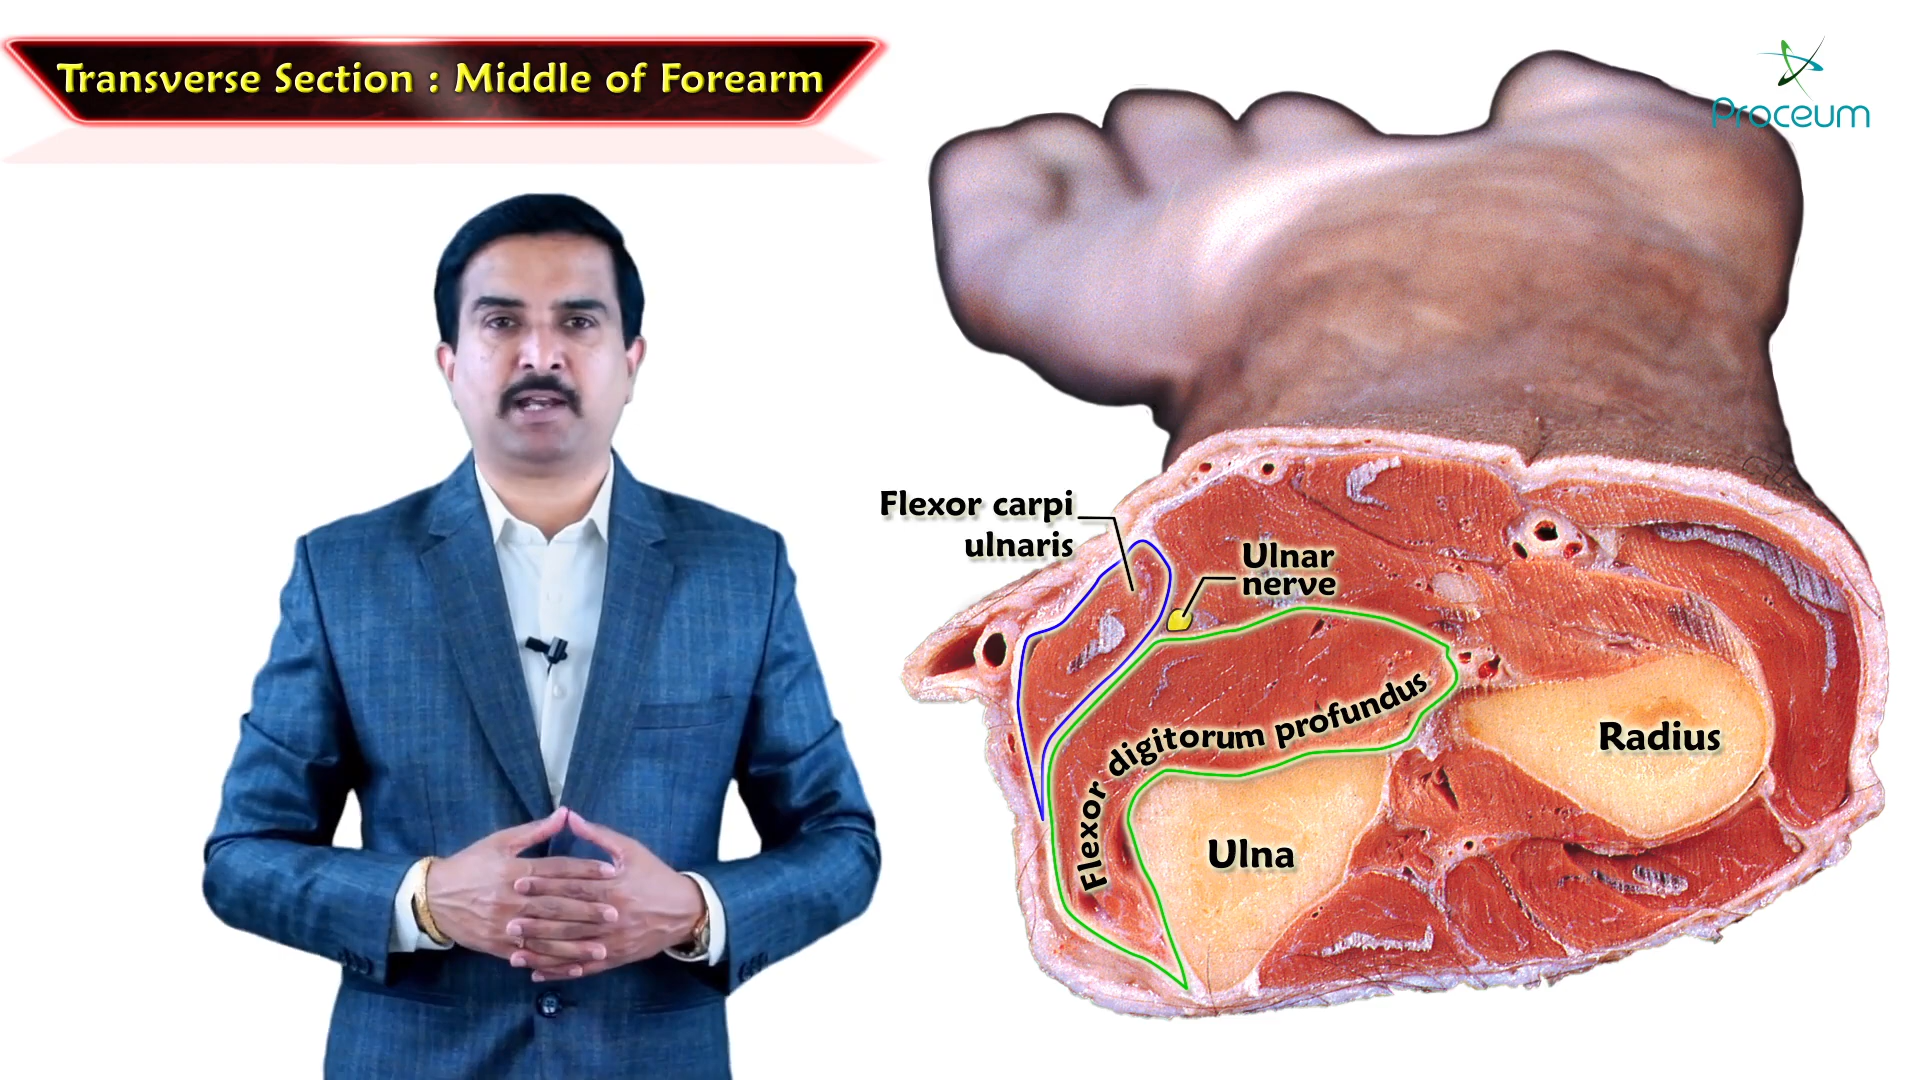 Transverse Section : Middle of Forearm
Proceum
Flexor carpi
ulnaris
Ulnar
nerve
Flexor digitorum profundus
Radius
Ulna